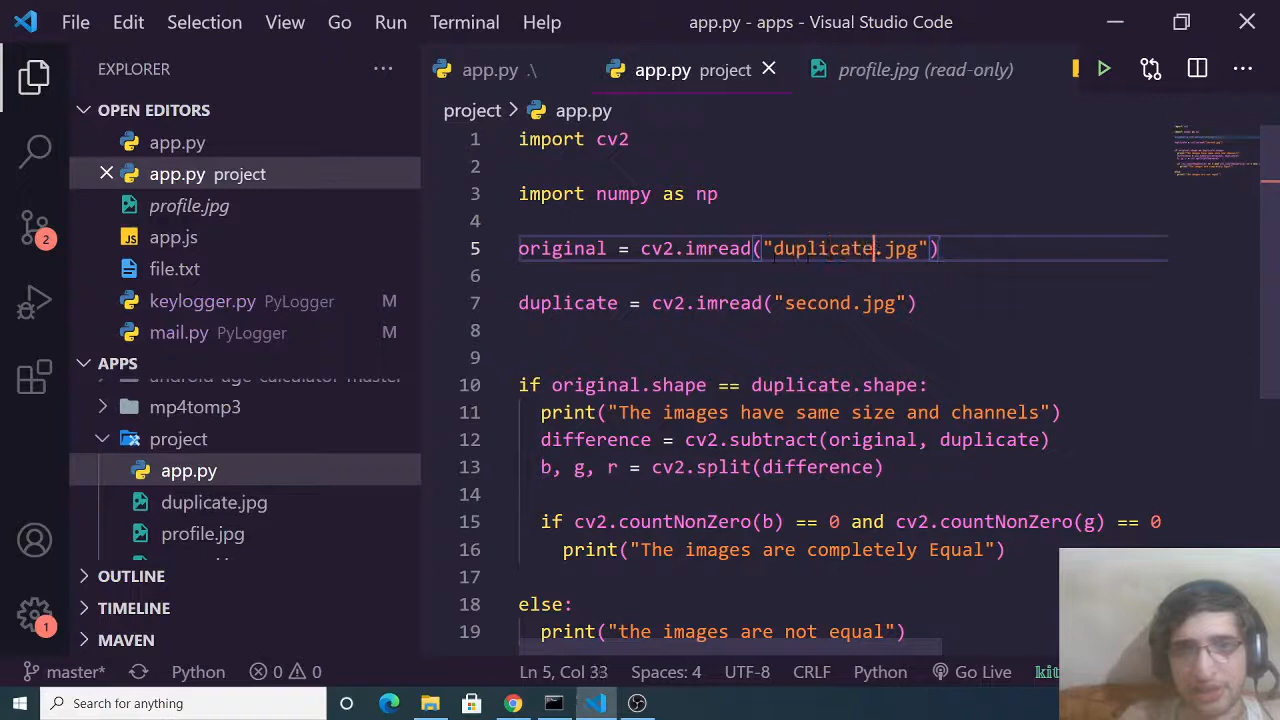 File Edit Selection View Go Run Terminal Help app.py - apps - Visual Studio Code
EXPLORER
OPEN EDITORS
app.py
app.py project
profile.jpg
app.js
file.txt
keylogger.py PyLogger M
mail.py PyLogger M
APPS
android-age-calculator-master
mp4tomp3
project
app.py
duplicate.jpg
profile.jpg
OUTLINE
TIMELINE
MAVEN
2
1
app.py .\ app.py project profile.jpg (read-only)
project > app.py
1 import cv2
2
3 import numpy as np
4
5 original = cv2.imread("duplicate.jpg")
6
7 duplicate = cv2.imread("second.jpg")
8
9
10 if original.shape == duplicate.shape:
11 print("The images have same size and channels")
12 difference = cv2.subtract(original, duplicate)
13 b, g, r = cv2.split(difference)
14
15 if cv2.countNonZero(b) == 0 and cv2.countNonZero(g) == 0
16 print("The images are completely Equal")
17
18 else:
19 print("the images are not equal")
master* Python 0 0 Ln 5, Col 33 Spaces: 4 UTF-8 CRLF Python Go Live kit
Search for anything